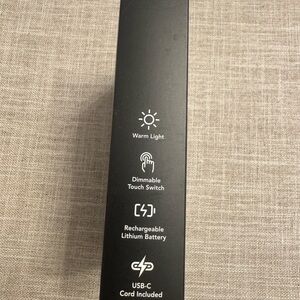 Warm Light
Dimmable
Touch Switch
Rechargeable
Lithium Battery
USB-C
Cord Included